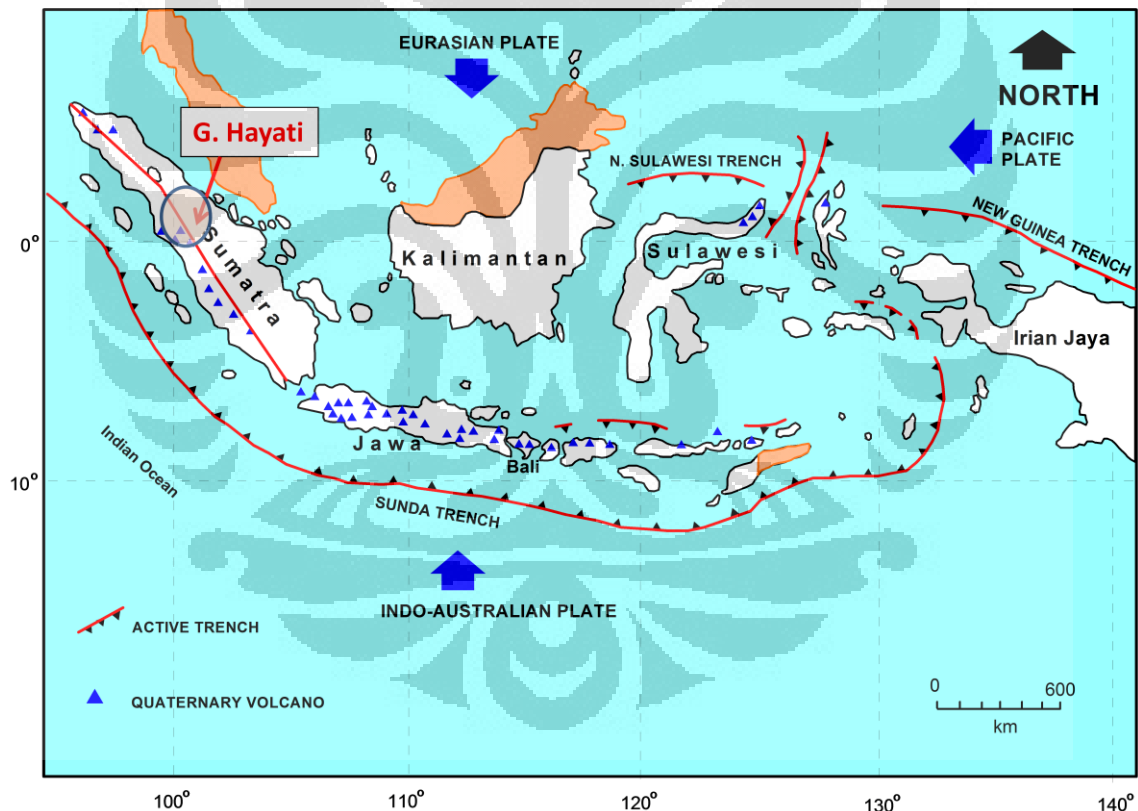 EURASIAN PLATE
NORTH
G. Hayati
PACIFIC
PLATE
N. SULAWESI TRENCH
NEW GUINEA TRENCH
0°
Sumatra
Kalimantan
Sulawesi
Irian Jaya
Indian Ocean
Jawa
Bali
10°
SUNDA TRENCH
INDO-AUSTRALIAN PLATE
ACTIVE TRENCH
QUATERNARY VOLCANO
0 600
km
100° 110° 120° 130° 140°